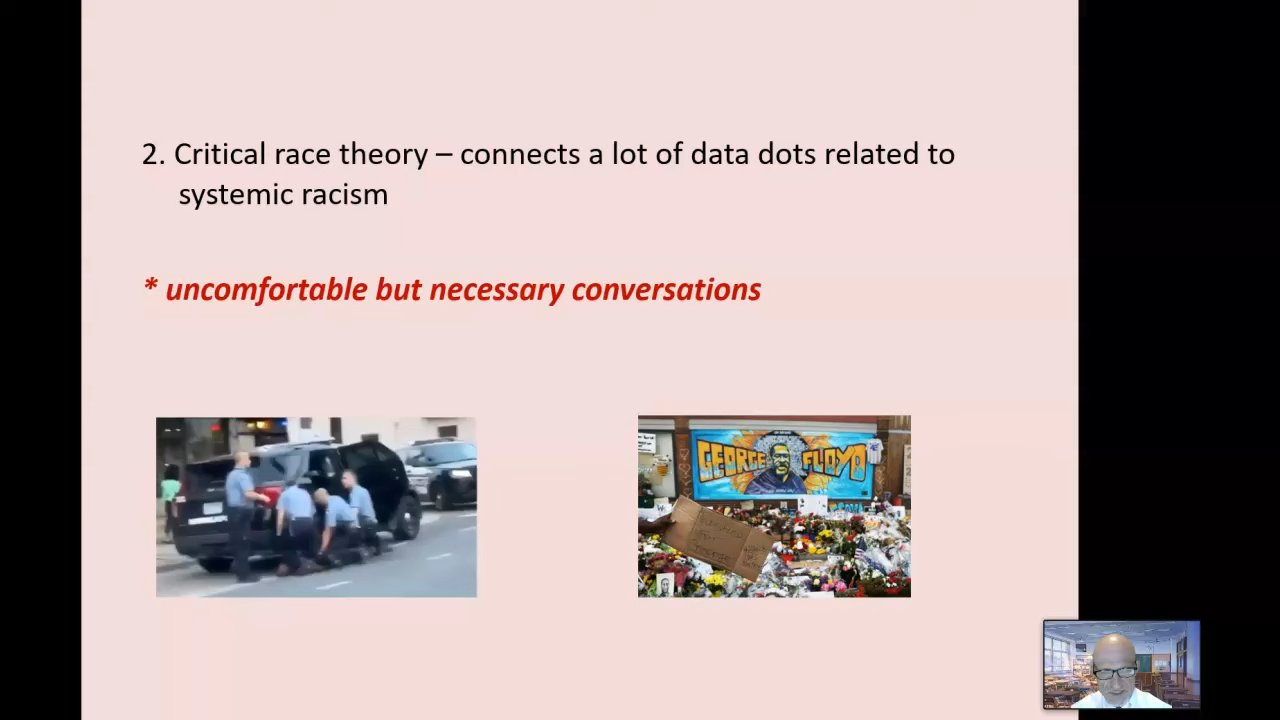 2. Critical race theory – connects a lot of data dots related to
systemic racism
* uncomfortable but necessary conversations
GEORGE FLOYD